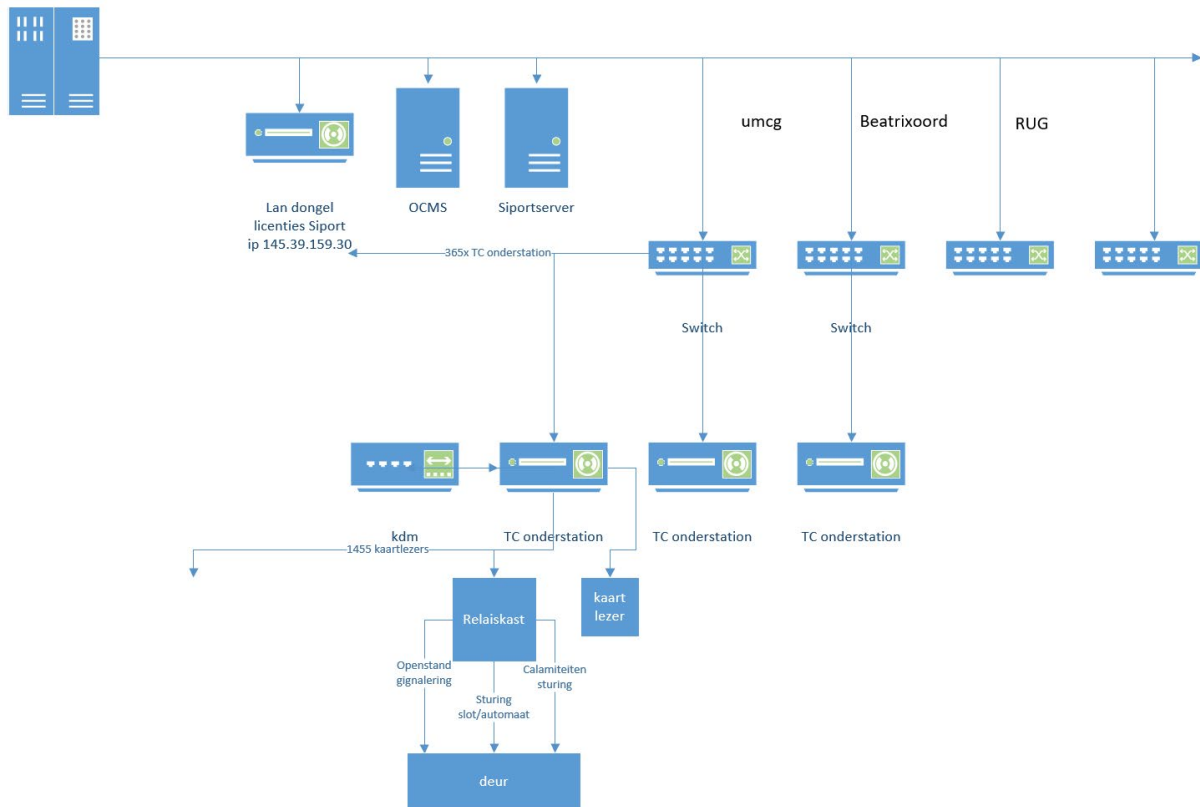 umcg
Beatrixoord
RUG
Lan dongel
licenties Siport
ip 145.39.159.30
OCMS
Siportserver
365x TC onderstation
Switch
Switch
kdm
TC onderstation
TC onderstation
TC onderstation
1455 kaartlezers
kaart
lezer
Relaiskast
Openstand
gignalering
Calamiteiten
sturing
Sturing
slot/automaat
deur